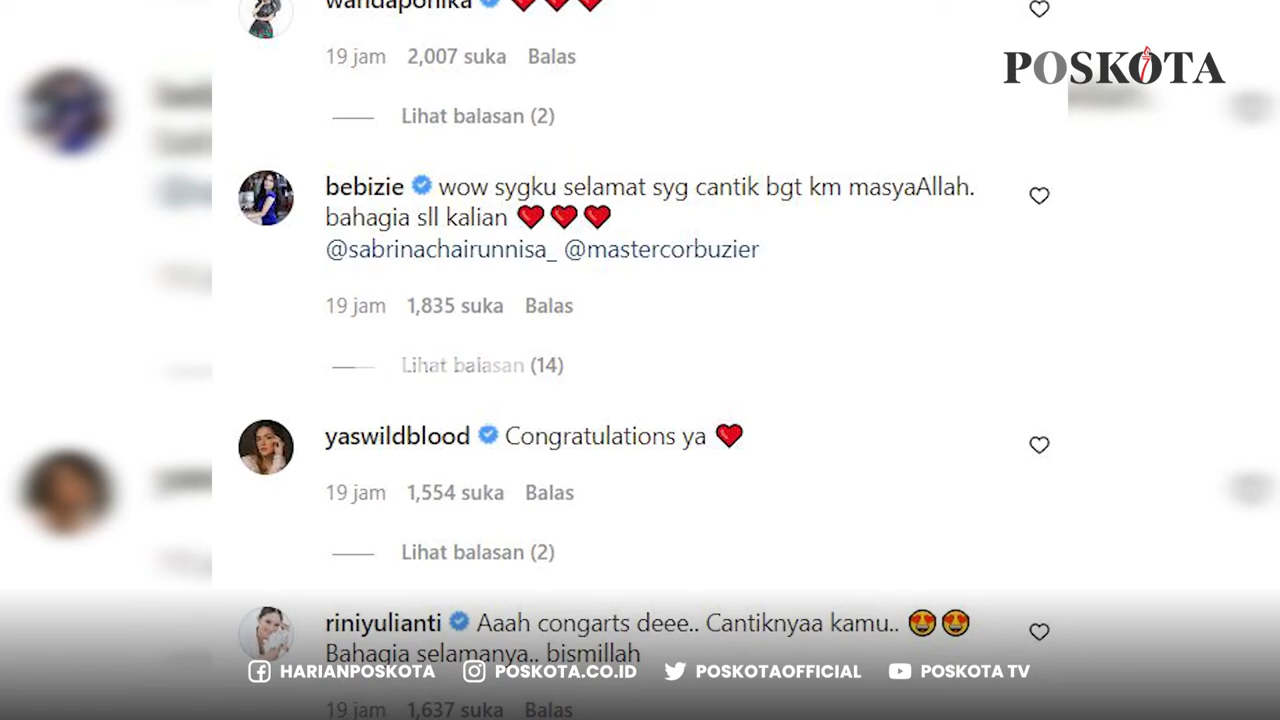 wandaponika
19 jam 2,007 suka Balas
POSKOTA
Lihat balasan (2)
bebizie wow sygku selamat syg cantik bgt km masyaAllah.
bahagia sll kalian ❤❤❤
@sabrinachairunnisa_ @mastercorbuzier
19 jam 1,835 suka Balas
Lihat balasan (14)
yaswildblood Congratulations ya ❤
19 jam 1,554 suka Balas
Lihat balasan (2)
riniyulianti Aaah congarts deee.. Cantiknyaa kamu.. 😍😍
Bahagia selamanya.. bismillah
HARIANPOSKOTA POSKOTA.CO.ID POSKOTAOFFICIAL POSKOTA TV
19 jam 1,637 suka Balas